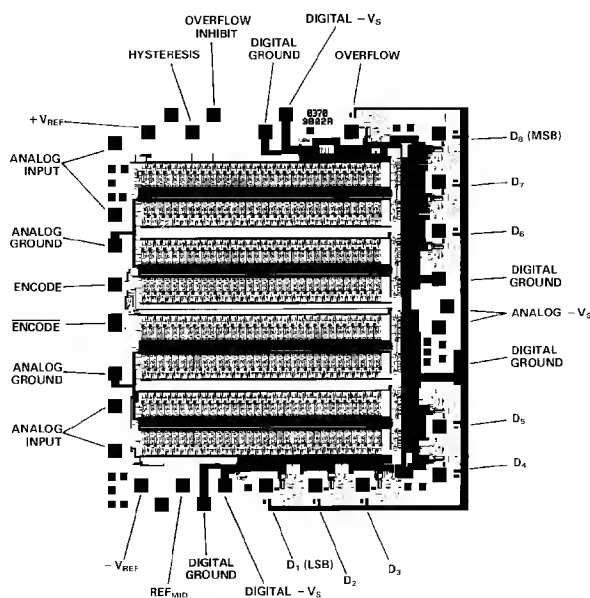 OVERFLOW
INHIBIT
DIGITAL –VS
HYSTERESIS
DIGITAL
GROUND
OVERFLOW
+VREF
0370
9802A
D8 (MSB)
ANALOG
INPUT
D7
ANALOG
GROUND
D6
ENCODE
DIGITAL
GROUND
ANALOG –VS
ENCODE
DIGITAL
GROUND
ANALOG
GROUND
ANALOG
INPUT
D5
D4
–VREF
REFMID
DIGITAL
GROUND
DIGITAL –VS
D1 (LSB)
D2
D3